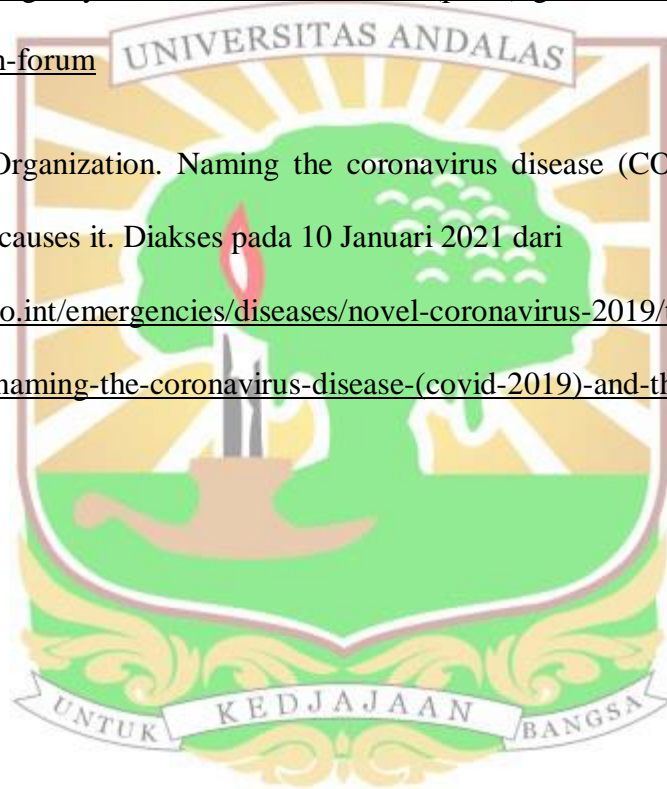 n-forum
UNIVERSITAS ANDALAS
Organization. Naming the coronavirus disease (CO
causes it. Diakses pada 10 Januari 2021 dari
o.int/emergencies/diseases/novel-coronavirus-2019/
naming-the-coronavirus-disease-(covid-2019)-and-th
UNTUK KEDJAJAAN BANGSA